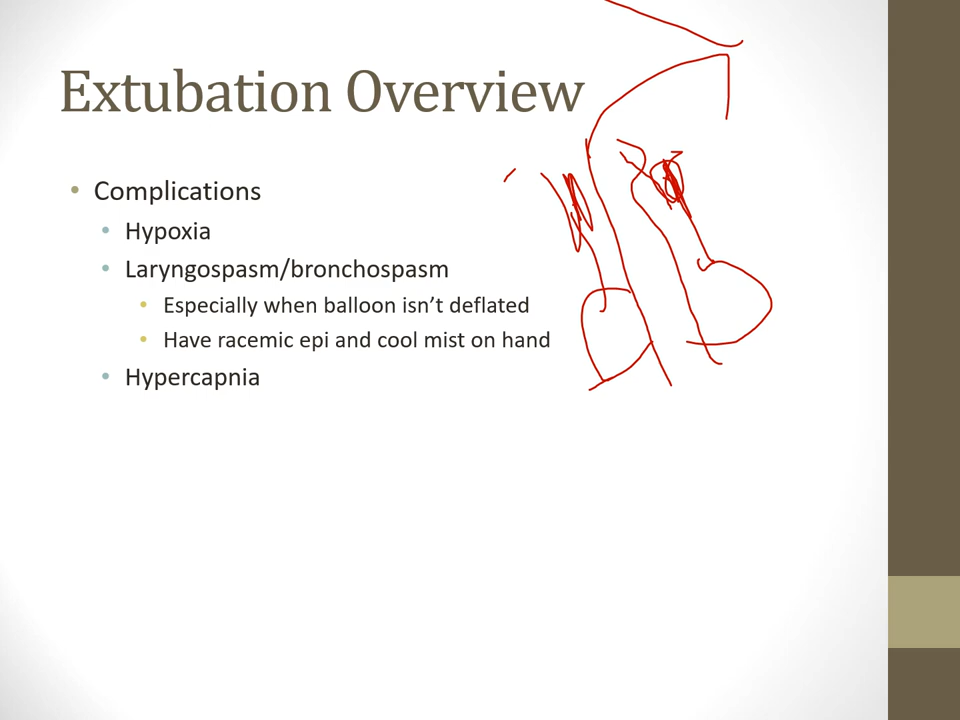 Extubation Overview
• Complications
• Hypoxia
• Laryngospasm/bronchospasm
• Especially when balloon isn't deflated
• Have racemic epi and cool mist on hand
• Hypercapnia